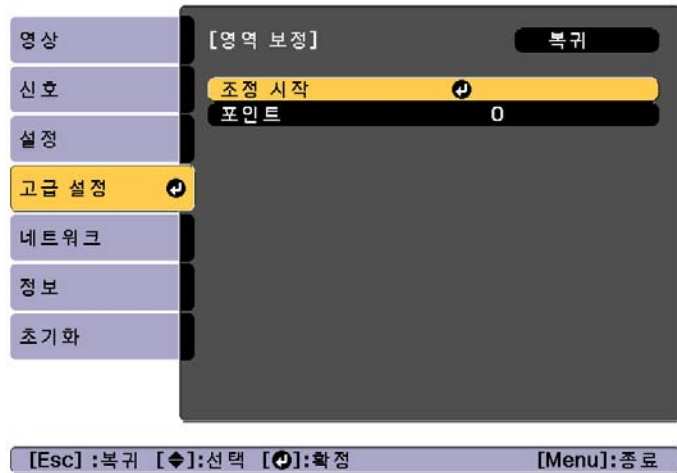 영상
신호
설정
고급 설정
네트워크
정보
초기화
[영역 보정]
복귀
조정 시작
포인트 0
[Esc] :복귀 [◆]:선택 [↵]:확정 [Menu]:종료